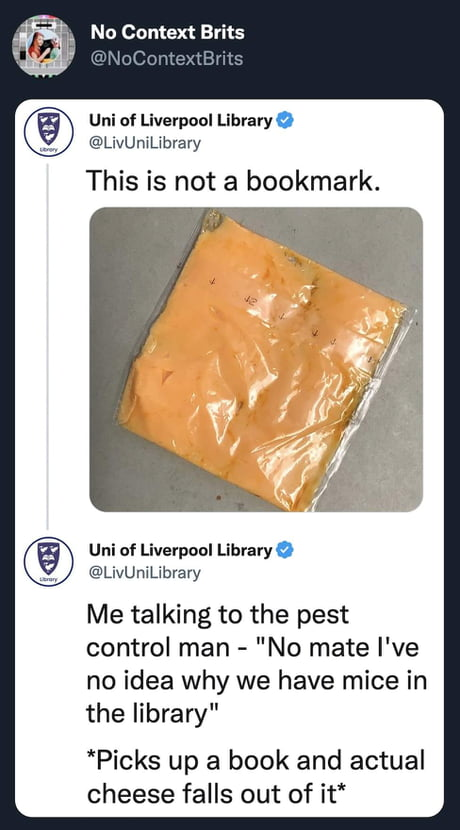 No Context Brits
@NoContextBrits
Uni of Liverpool Library
@LivUniLibrary
Library
This is not a bookmark.
Uni of Liverpool Library
@LivUniLibrary
Library
Me talking to the pest
control man - "No mate I've
no idea why we have mice in
the library"
*Picks up a book and actual
cheese falls out of it*